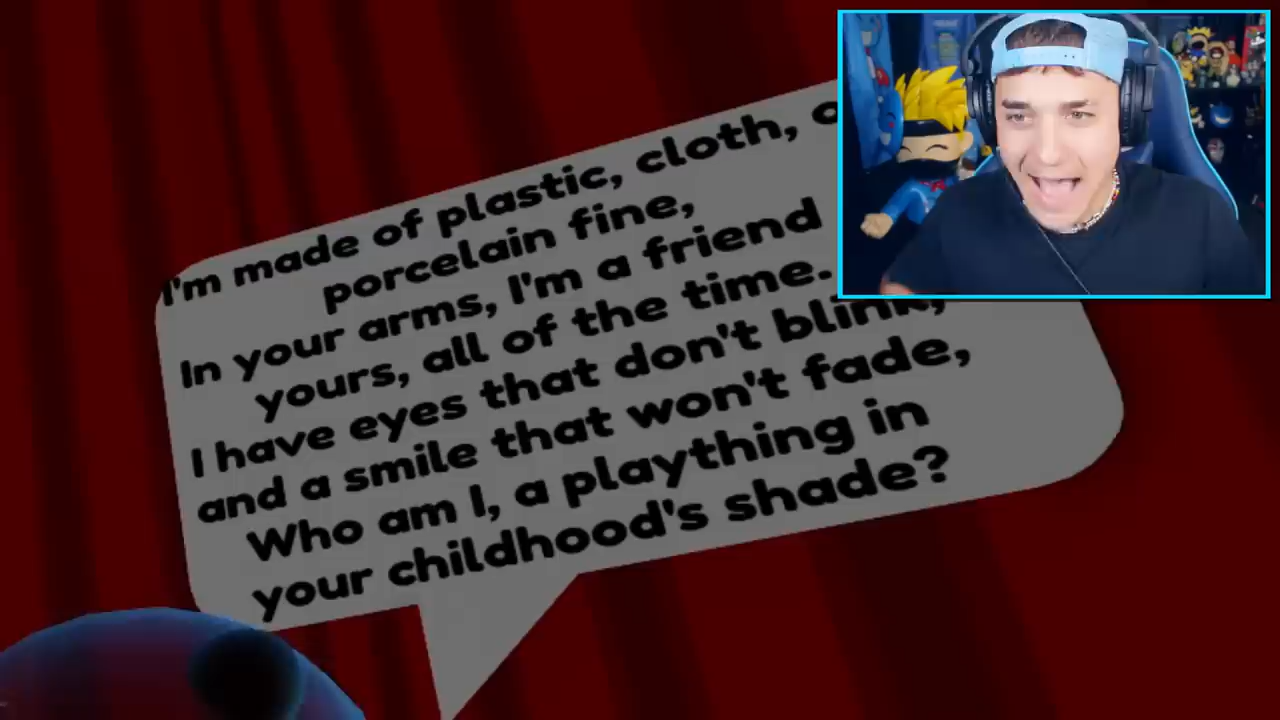 I'm made of plastic, cloth, o
porcelain fine,
In your arms, I'm a friend
yours, all of the time.
I have eyes that don't blink,
and a smile that won't fade,
Who am I, a plaything in
your childhood's shade?